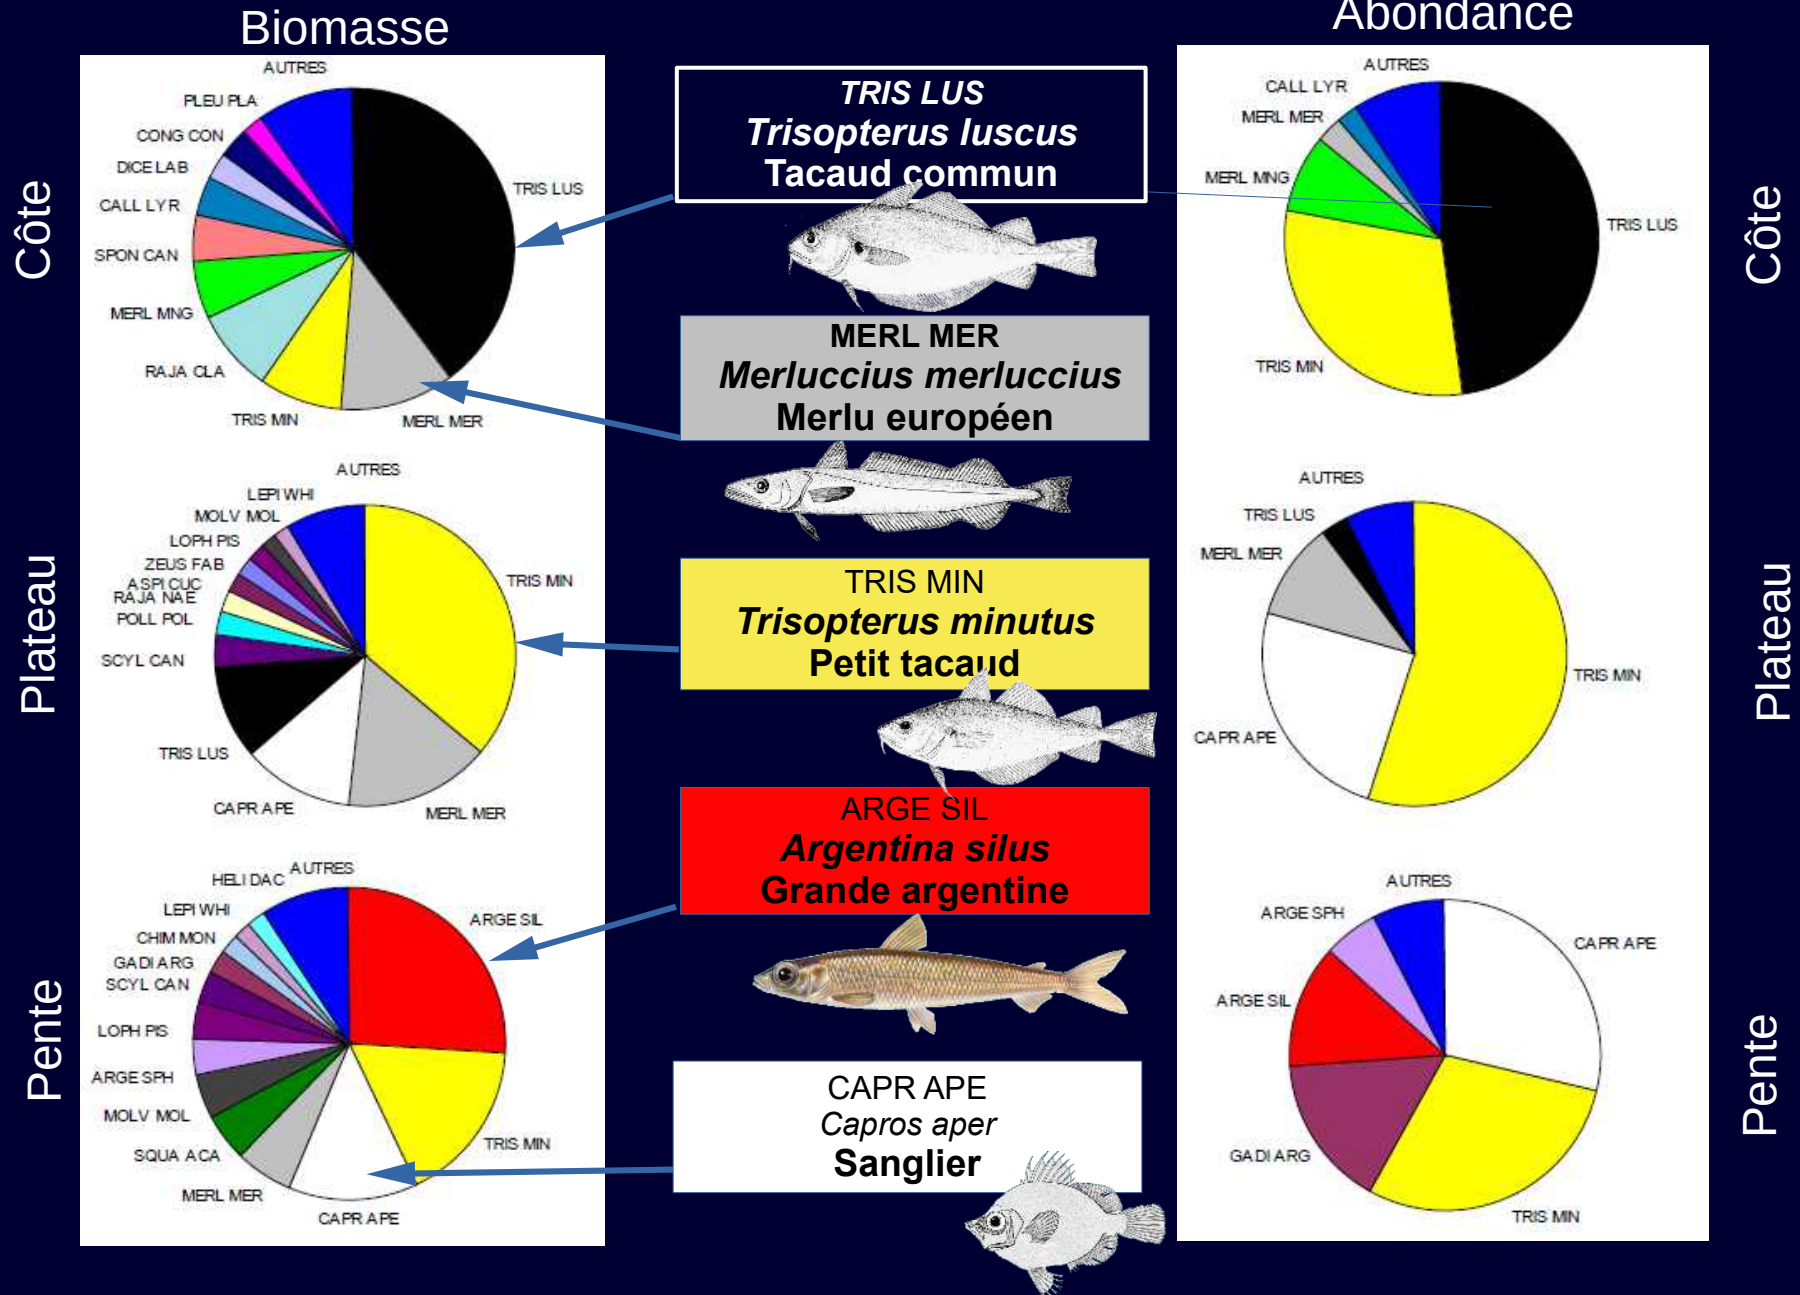 Biomasse
Abondance
Côte
AUTRES
PLEU PLA
CONG CON
DICE LAB
CALL LYR
SPON CAN
MERL MNG
RAJA CLA
TRIS MIN
MERL MER
TRIS LUS
TRIS LUS
Trisopterus luscus
Tacaud commun
AUTRES
CALL LYR
MERL MER
MERL MNG
TRIS MIN
TRIS LUS
Côte
MERL MER
Merluccius merluccius
Merlu européen
Plateau
AUTRES
LEPI WHI
MOLV MOL
LOPH PIS
ZEUS FAB
ASPI CUC
RAJA NAE
POLL POL
SCYL CAN
TRIS LUS
CAPR APE
MERL MER
TRIS MIN
TRIS MIN
Trisopterus minutus
Petit tacaud
AUTRES
TRIS LUS
MERL MER
CAPR APE
TRIS MIN
Plateau
ARGE SIL
Argentina silus
Grande argentine
Pente
AUTRES
HELI DAC
LEPI WHI
CHIM MON
GADI ARG
SCYL CAN
LOPH PIS
ARGE SPH
MOLV MOL
SQUA ACA
MERL MER
CAPR APE
TRIS MIN
ARGE SIL
CAPR APE
Capros aper
Sanglier
AUTRES
ARGE SPH
ARGE SIL
GADI ARG
TRIS MIN
CAPR APE
Pente